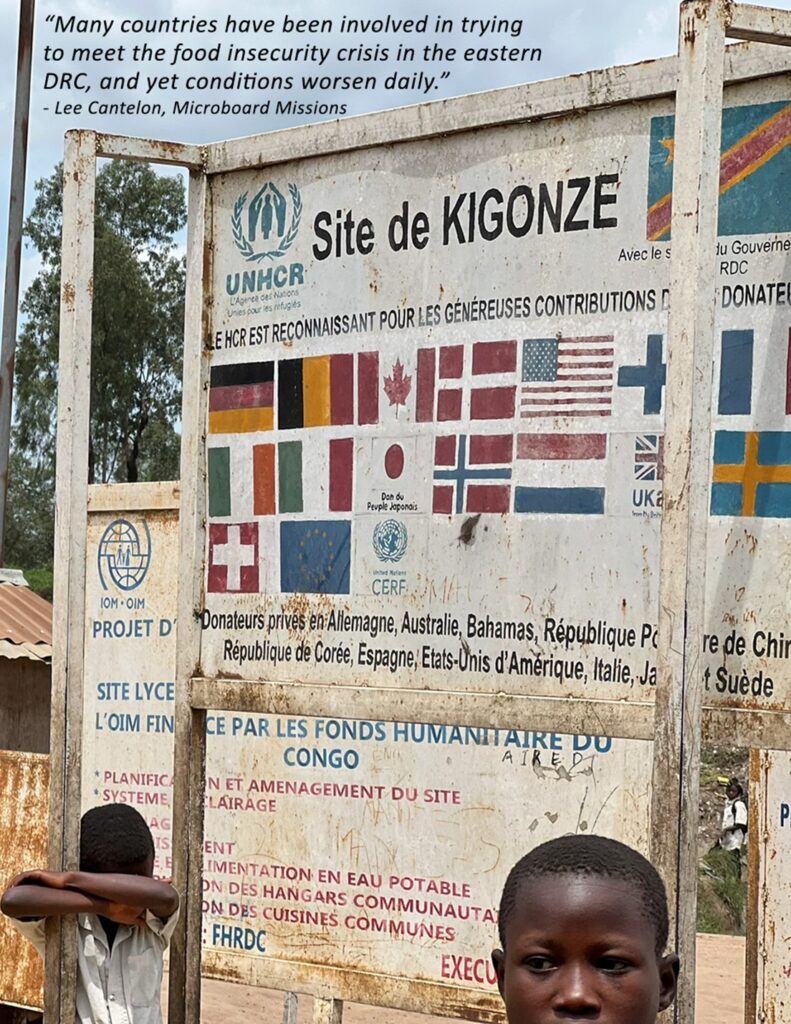 “Many countries have been involved in trying
to meet the food insecurity crisis in the eastern
DRC, and yet conditions worsen daily.”
- Lee Cantelon, Microboard Missions
Site de KIGONZE
UNHCR
L'Agence des Nations
Unies pour les réfugiés
Avec le du Gouverne
RDC
LE HCR EST RECONNAISSANT POUR LES GÉNÉREUSES CONTRIBUTIONS D DONATEU
Don du
Peuple Japonais
UKa
United Nations
CERF
Donateurs privés en Allemagne, Australie, Bahamas, République Po re de Chin
République de Corée, Espagne, Etats-Unis d'Amérique, Italie, Ja t Suède
IOM • OIM
PROJET D'
SITE LYCE
L'OIM FIN CE PAR LES FONDS HUMANITAIRE DU
CONGO
* PLANIFICA ON ET AMENAGEMENT DU SITE
* SYSTEME CLAIRAGE
AG
ISS MENT
E LIMENTATION EN EAU POTABLE
ON DES HANGARS COMMUNAUTA
ON DES CUISINES COMMUNES
: FHRDC
EXECU
P